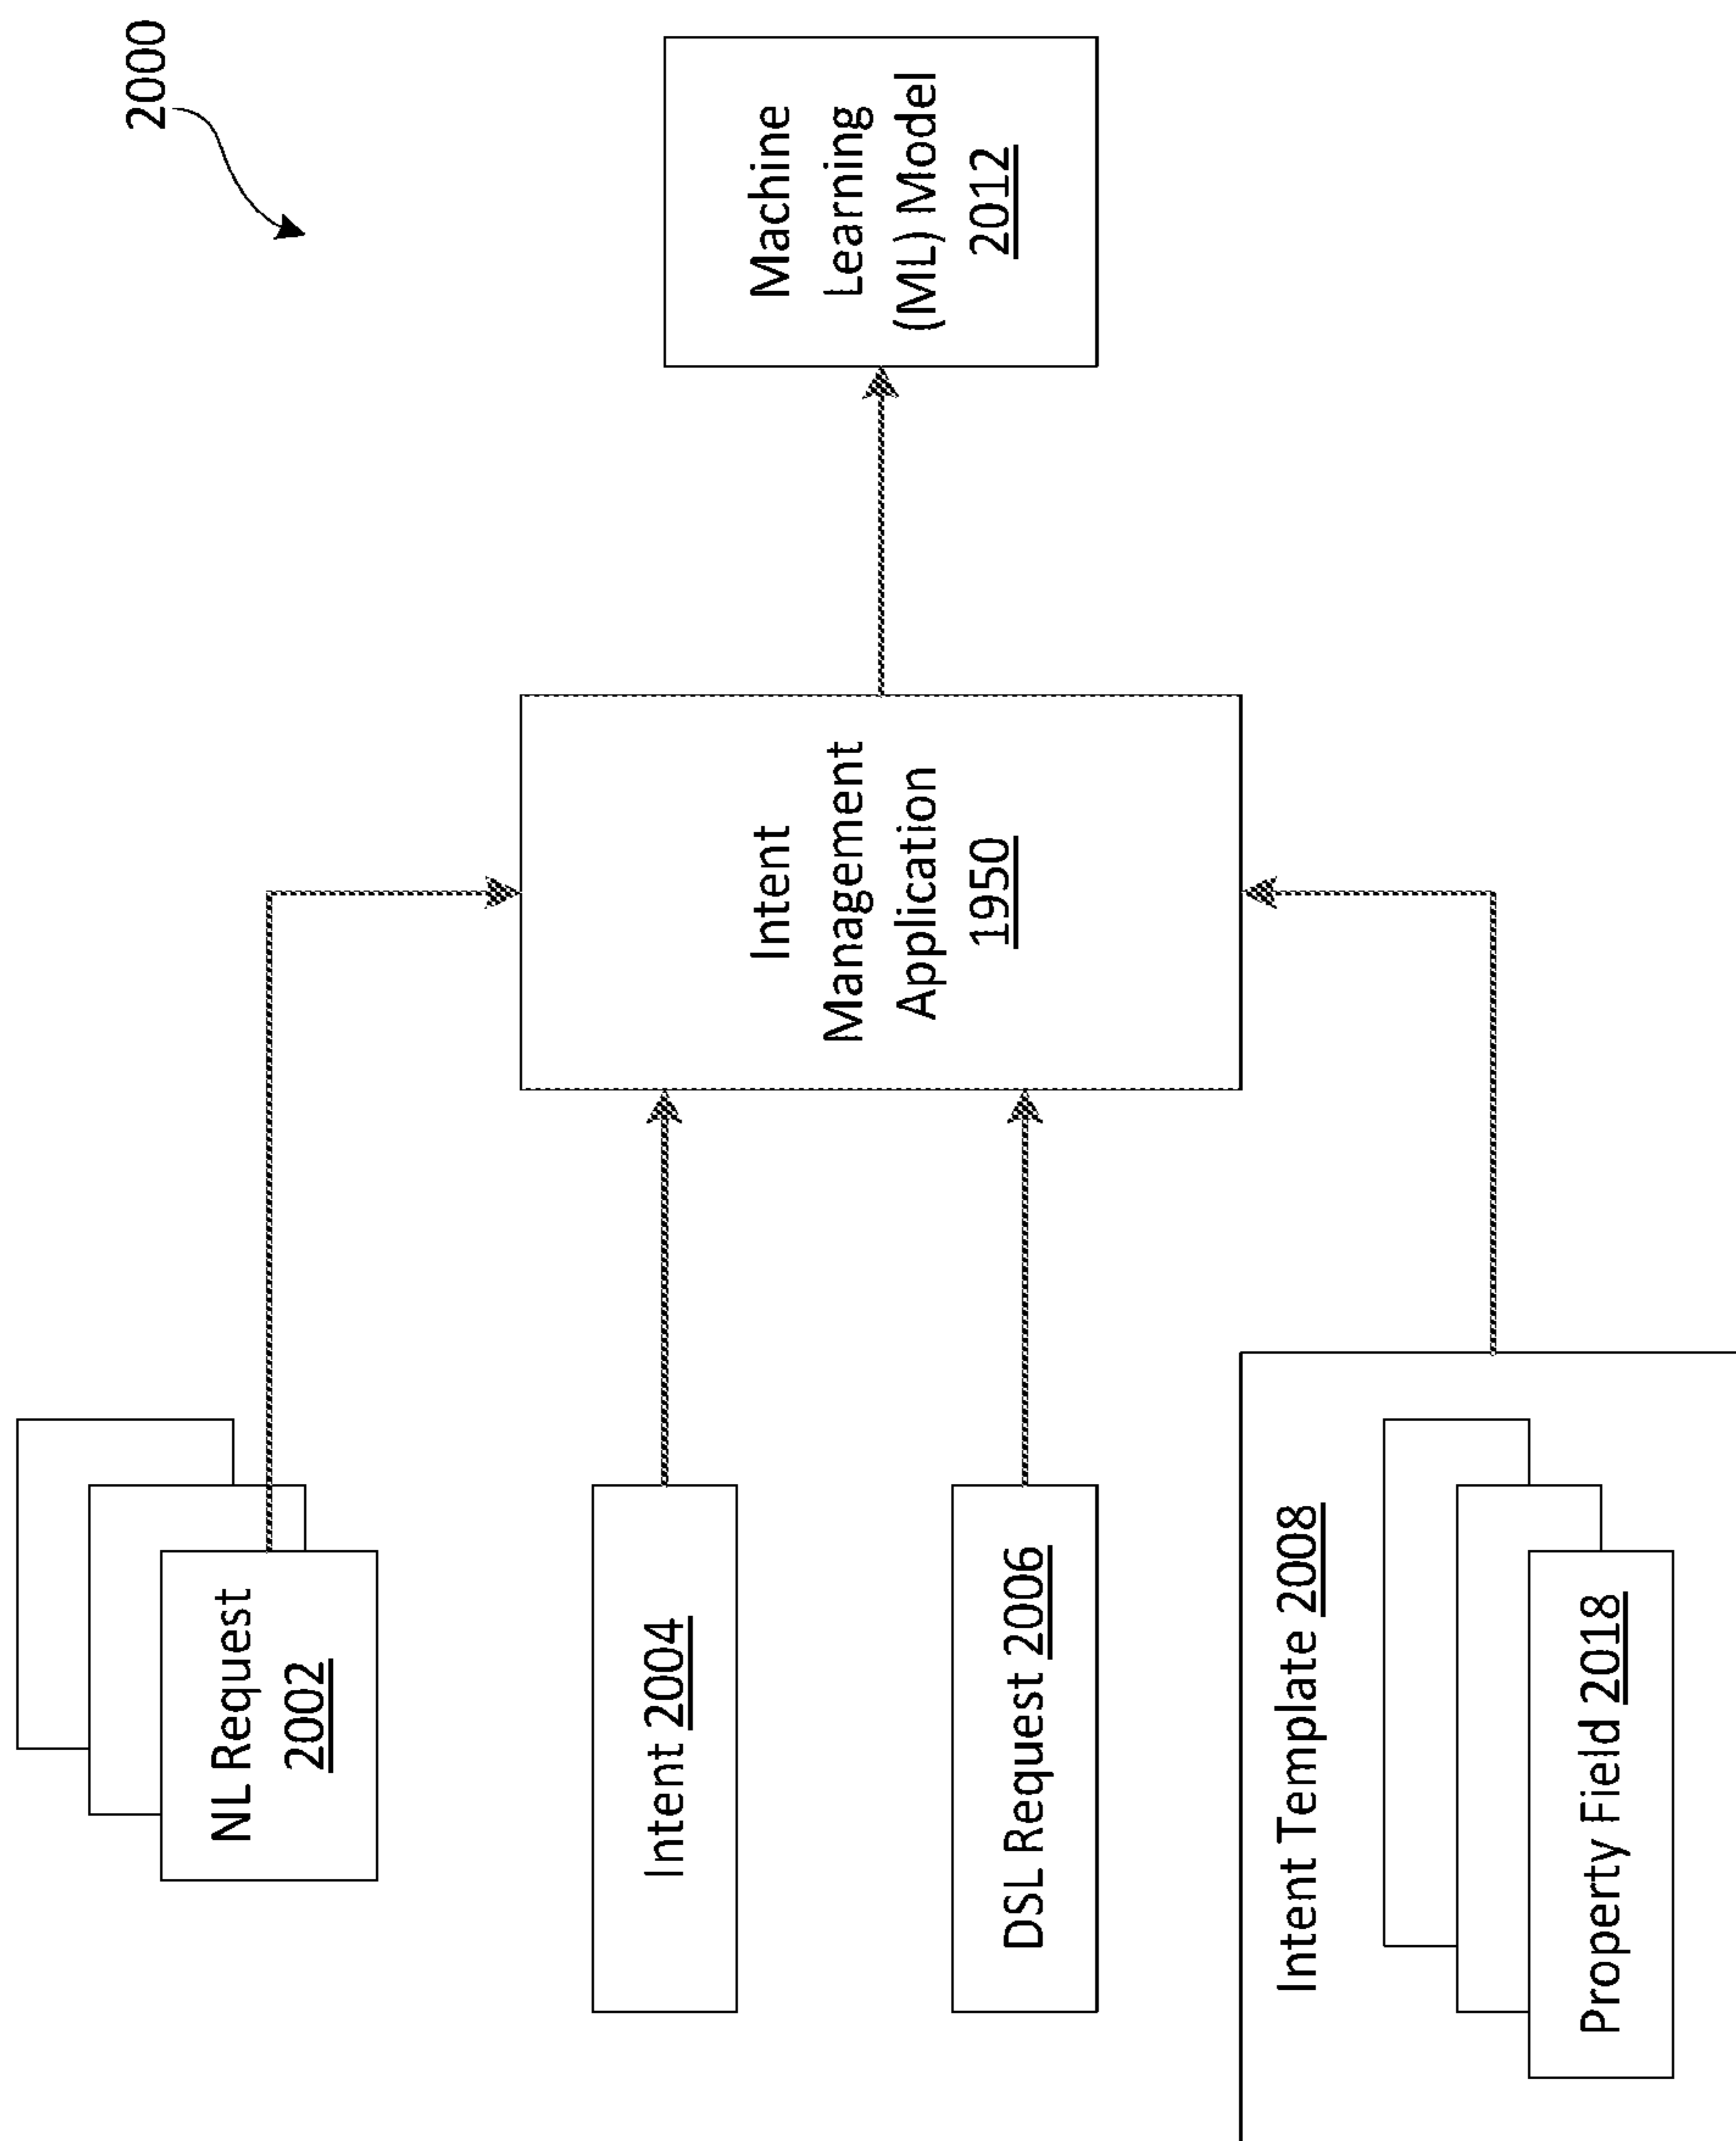 2000
NL Request
2002
Intent 2004
DSL Request 2006
Intent Template 2008
Property Field 2018
Intent
Management
Application
1950
Machine
Learning
(ML) Model
2012